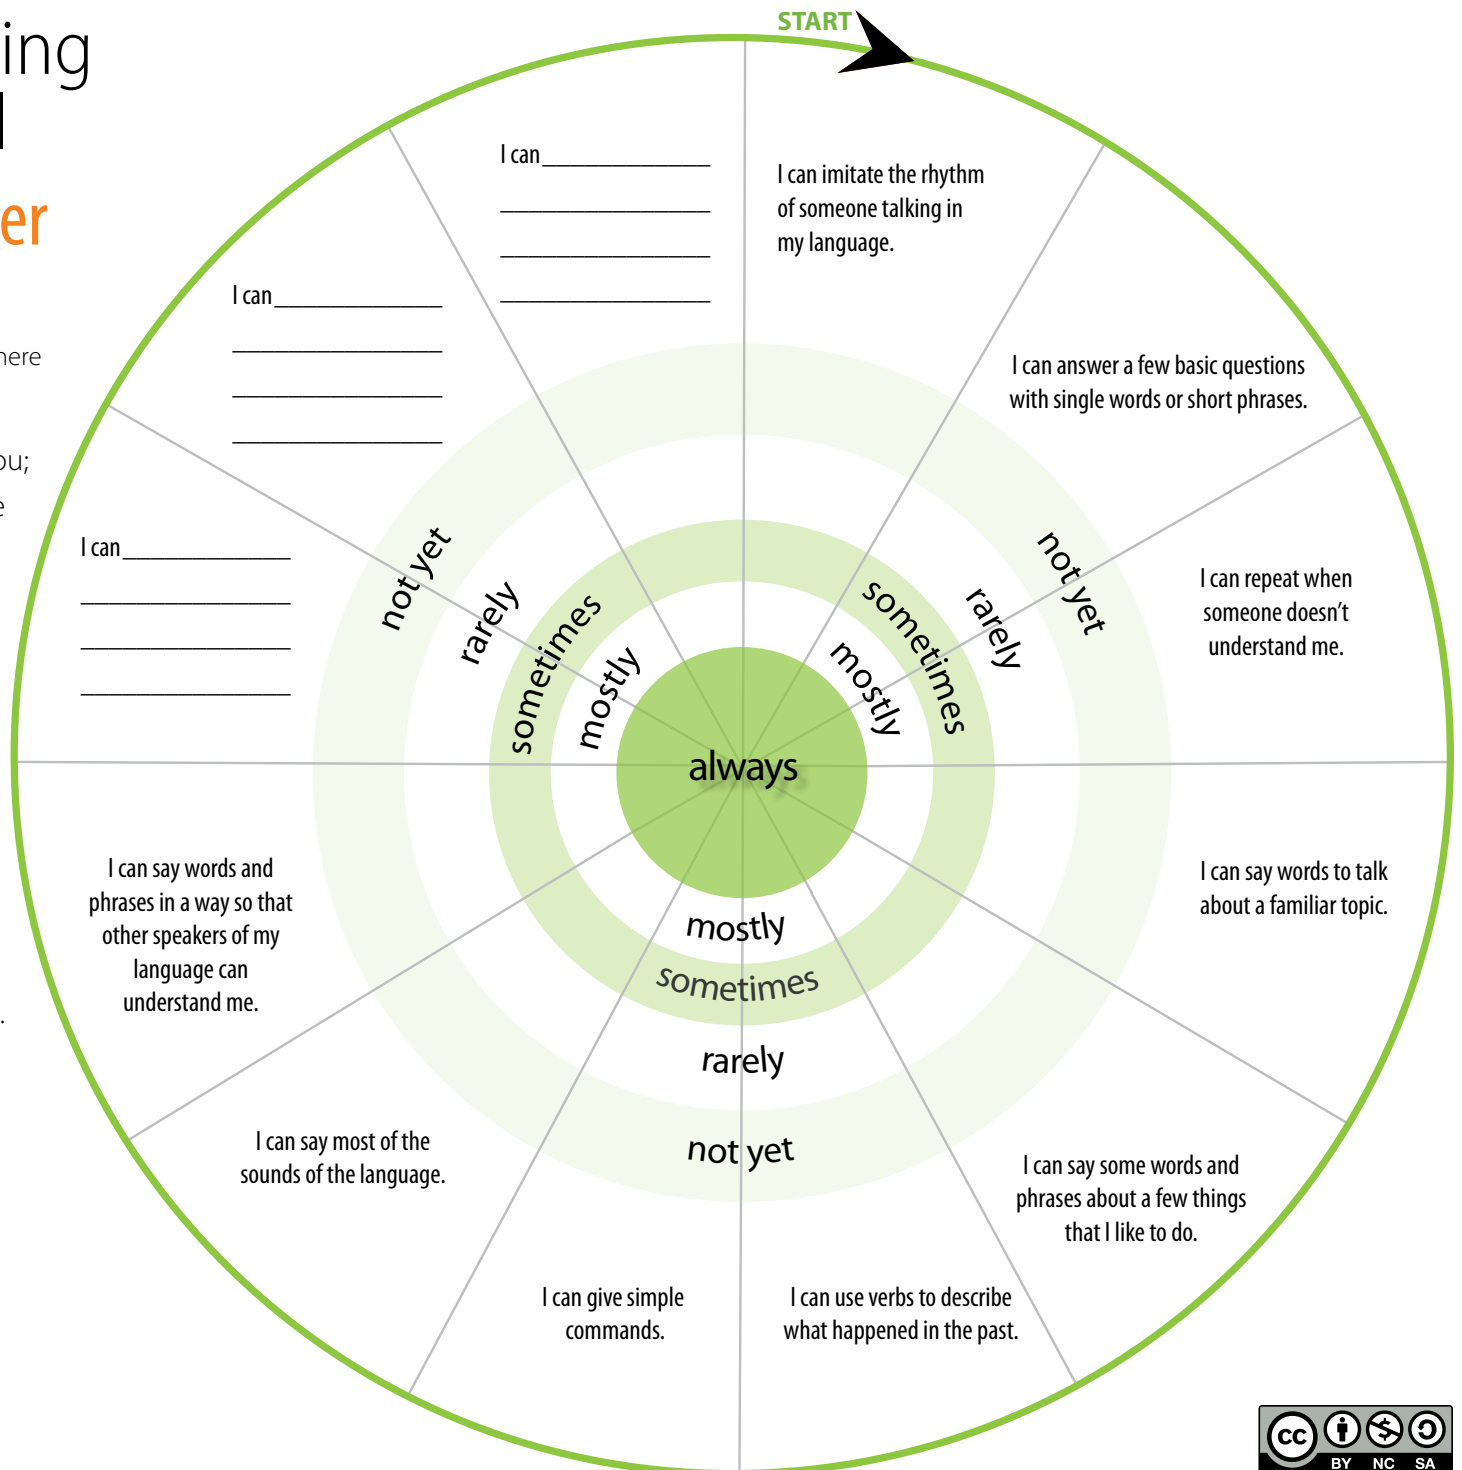 ing
er
here
ou;
e
.
START
I can imitate the rhythm
of someone talking in
my language.
I can answer a few basic questions
with single words or short phrases.
I can repeat when
someone doesn't
understand me.
I can say words to talk
about a familiar topic.
I can say some words and
phrases about a few things
that I like to do.
I can use verbs to describe
what happened in the past.
I can give simple
commands.
I can say most of the
sounds of the language.
I can say words and
phrases in a way so that
other speakers of my
language can
understand me.
I can______________
I can______________
I can______________
not yet
rarely
sometimes
mostly
not yet
rarely
sometimes
mostly
always
mostly
sometimes
rarely
not yet
cc
BY NC SA